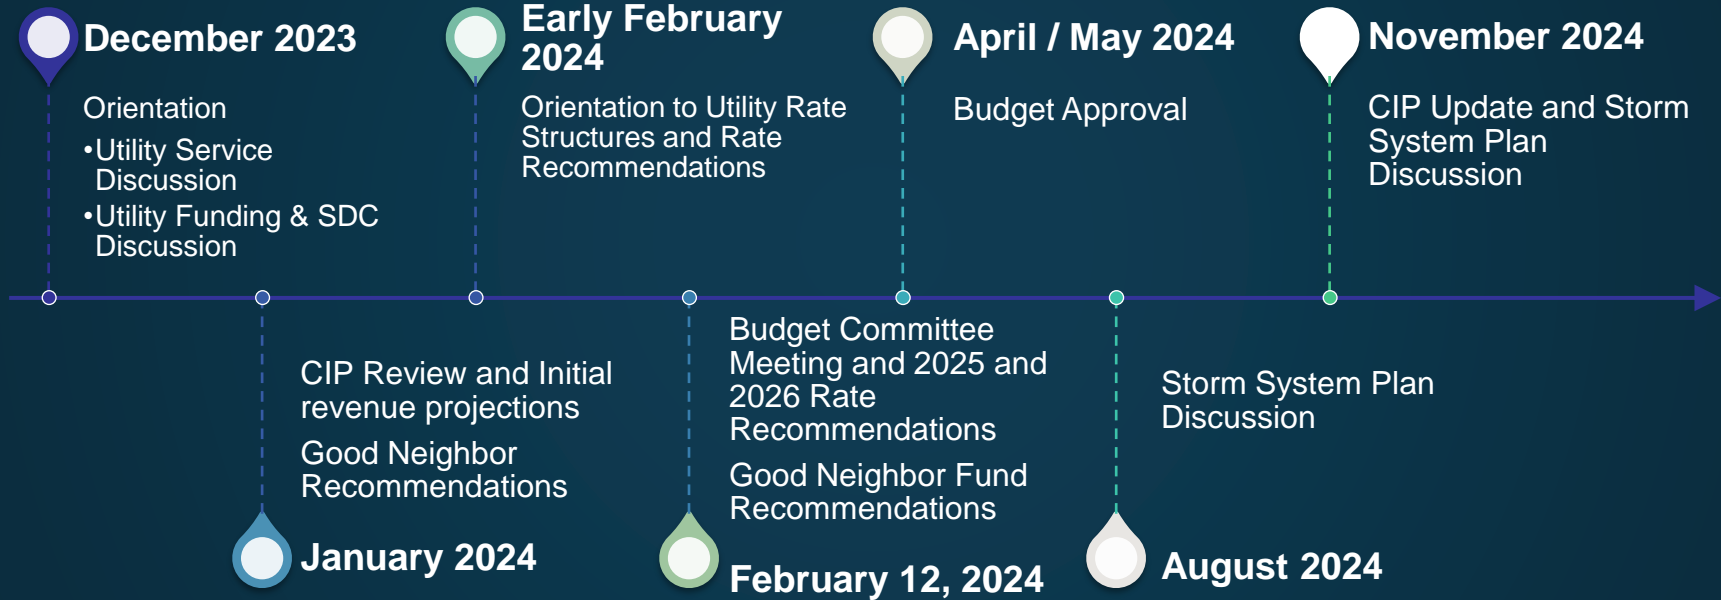 December 2023
Orientation
•Utility Service
Discussion
•Utility Funding & SDC
Discussion
Early February
2024
Orientation to Utility Rate
Structures and Rate
Recommendations
April / May 2024
Budget Approval
November 2024
CIP Update and Storm
System Plan
Discussion
CIP Review and Initial
revenue projections
Good Neighbor
Recommendations
January 2024
Budget Committee
Meeting and 2025 and
2026 Rate
Recommendations
Good Neighbor Fund
Recommendations
February 12, 2024
Storm System Plan
Discussion
August 2024